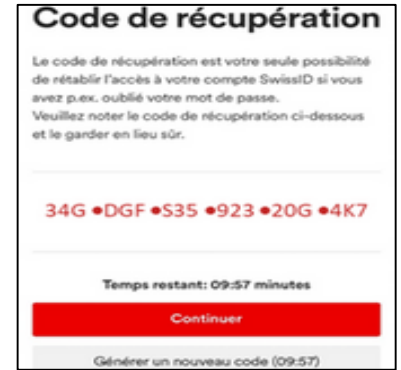 Code de récupération
Le code de récupération est votre seule possibilité
de rétablir l'accès à votre compte SwissID si vous
avez p.ex. oublié votre mot de passe.
Veuillez noter le code de récupération ci-dessous
et le garder en lieu sûr.
34G •DGF •S35 •923 •20G •4K7
Temps restant: 09:57 minutes
Continuer
Générer un nouveau code (09:57)